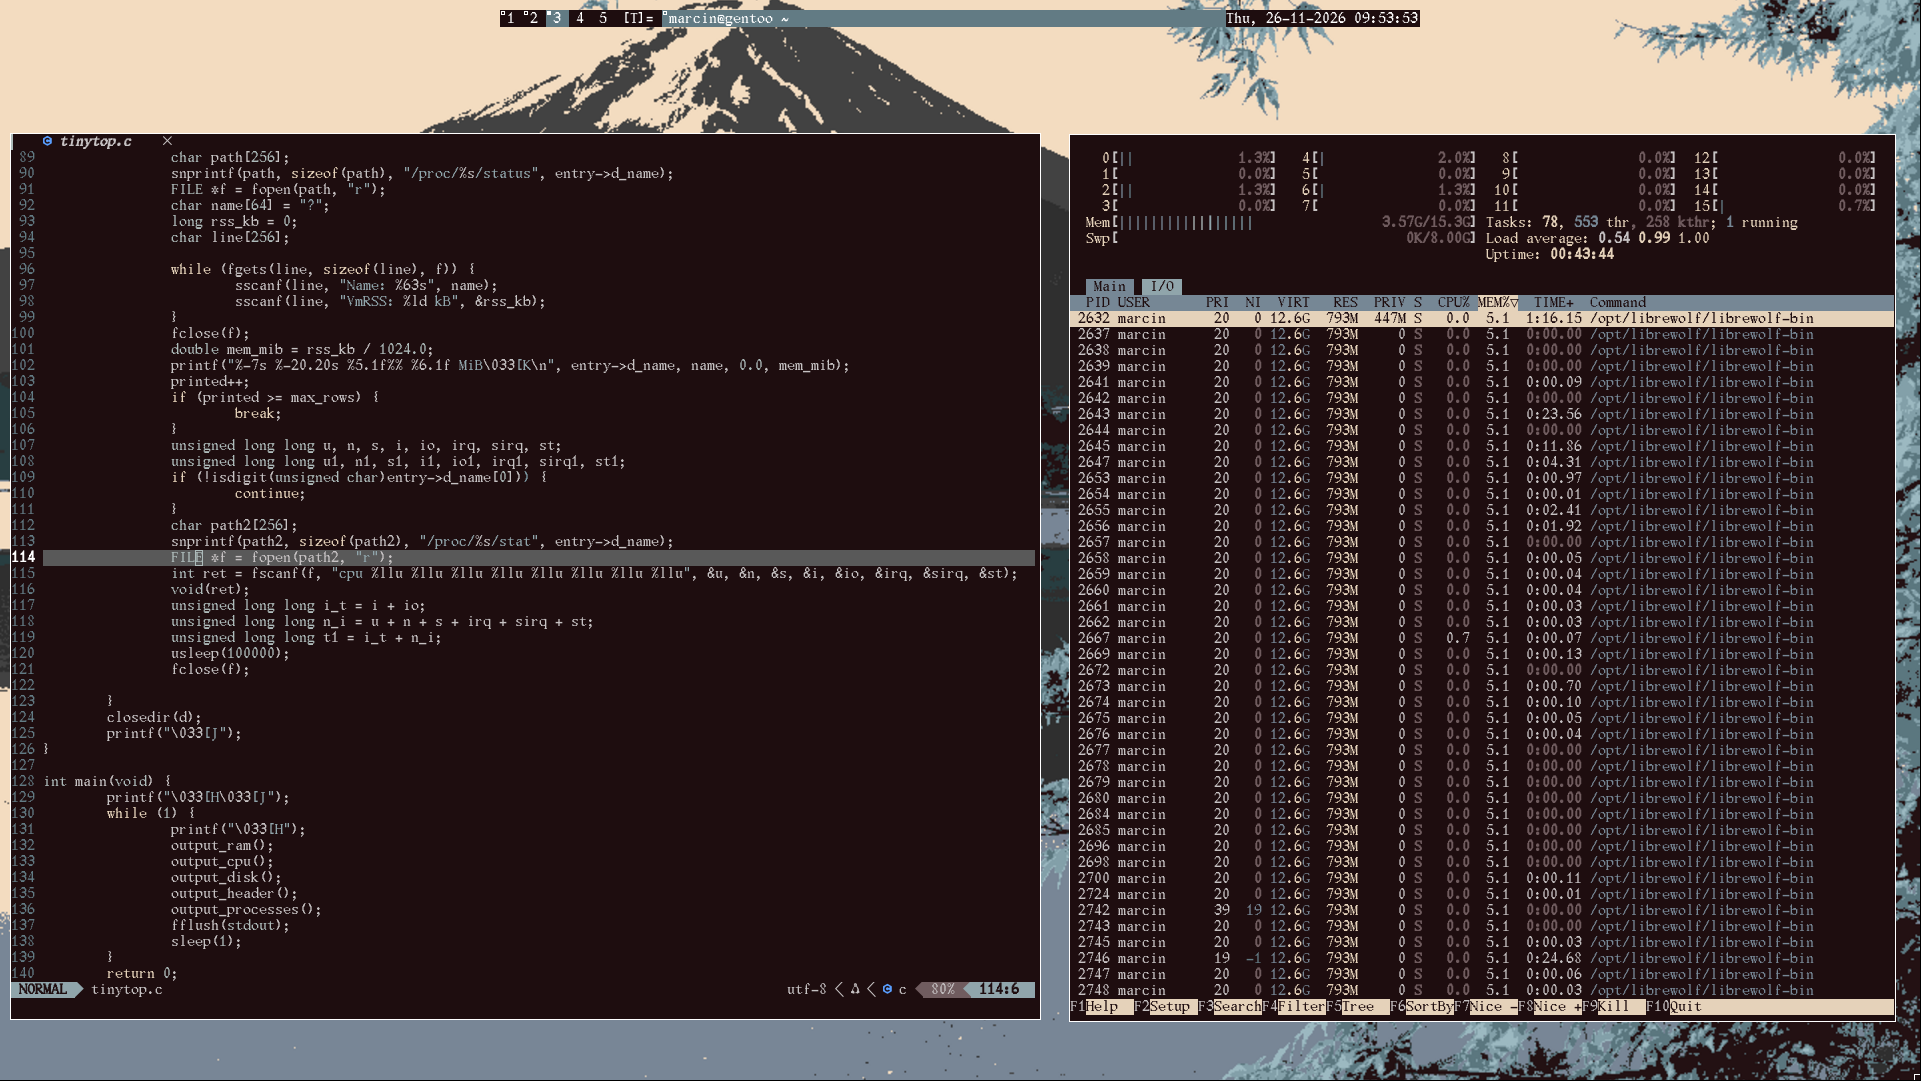 1 2 3 4 5 [T]= marcin@gentoo ~ Thu, 26-11-2026 09:53:53
tinytop.c ×
89 char path[256];
90 snprintf(path, sizeof(path), "/proc/%s/status", entry->d_name);
91 FILE *f = fopen(path, "r");
92 char name[64] = "?";
93 long rss_kb = 0;
94 char line[256];
95
96 while (fgets(line, sizeof(line), f)) {
97 sscanf(line, "Name: %63s", name);
98 sscanf(line, "VmRSS: %ld kB", &rss_kb);
99 }
100 fclose(f);
101 double mem_mib = rss_kb / 1024.0;
102 printf("%-7s %-20.20s %5.1f%% %6.1f MiB\033[K\n", entry->d_name, name, 0.0, mem_mib);
103 printed++;
104 if (printed >= max_rows) {
105 break;
106 }
107 unsigned long long u, n, s, i, io, irq, sirq, st;
108 unsigned long long u1, n1, s1, i1, io1, irq1, sirq1, st1;
109 if (!isdigit(unsigned char)entry->d_name[0])) {
110 continue;
111 }
112 char path2[256];
113 snprintf(path2, sizeof(path2), "/proc/%s/stat", entry->d_name);
114 FILE *f = fopen(path2, "r");
115 int ret = fscanf(f, "cpu %llu %llu %llu %llu %llu %llu %llu %llu", &u, &n, &s, &i, &io, &irq, &sirq, &st);
116 void(ret);
117 unsigned long long i_t = i + io;
118 unsigned long long n_i = u + n + s + irq + sirq + st;
119 unsigned long long t1 = i_t + n_i;
120 usleep(100000);
121 fclose(f);
122
123 }
124 closedir(d);
125 printf("\033[J");
126 }
127
128 int main(void) {
129 printf("\033[H\033[J");
130 while (1) {
131 printf("\033[H");
132 output_ram();
133 output_cpu();
134 output_disk();
135 output_header();
136 output_processes();
137 fflush(stdout);
138 sleep(1);
139 }
140 return 0;
NORMAL tinytop.c utf-8 < < c 80% 114:6
0[|| 1.3%] 4[| 2.0%] 8[ 0.0%] 12[ 0.0%]
1[ 0.0%] 5[ 0.0%] 9[ 0.0%] 13[ 0.0%]
2[|| 1.3%] 6[| 1.3%] 10[ 0.0%] 14[ 0.0%]
3[ 0.0%] 7[ 0.0%] 11[ 0.0%] 15[| 0.7%]
Mem[||||||||||||||||| 3.57G/15.3G] Tasks: 78, 553 thr, 258 kthr; 1 running
Swp[ 0K/8.00G] Load average: 0.54 0.99 1.00
Uptime: 00:43:44
Main I/O
PID USER PRI NI VIRT RES PRIV S CPU% MEM%▽ TIME+ Command
2632 marcin 20 0 12.6G 793M 447M S 0.0 5.1 1:16.15 /opt/librewolf/librewolf-bin
2637 marcin 20 0 12.6G 793M 0 S 0.0 5.1 0:00.00 /opt/librewolf/librewolf-bin
2638 marcin 20 0 12.6G 793M 0 S 0.0 5.1 0:00.00 /opt/librewolf/librewolf-bin
2639 marcin 20 0 12.6G 793M 0 S 0.0 5.1 0:00.00 /opt/librewolf/librewolf-bin
2641 marcin 20 0 12.6G 793M 0 S 0.0 5.1 0:00.09 /opt/librewolf/librewolf-bin
2642 marcin 20 0 12.6G 793M 0 S 0.0 5.1 0:00.00 /opt/librewolf/librewolf-bin
2643 marcin 20 0 12.6G 793M 0 S 0.0 5.1 0:23.56 /opt/librewolf/librewolf-bin
2644 marcin 20 0 12.6G 793M 0 S 0.0 5.1 0:00.00 /opt/librewolf/librewolf-bin
2645 marcin 20 0 12.6G 793M 0 S 0.0 5.1 0:11.86 /opt/librewolf/librewolf-bin
2647 marcin 20 0 12.6G 793M 0 S 0.0 5.1 0:04.31 /opt/librewolf/librewolf-bin
2653 marcin 20 0 12.6G 793M 0 S 0.0 5.1 0:00.97 /opt/librewolf/librewolf-bin
2654 marcin 20 0 12.6G 793M 0 S 0.0 5.1 0:00.01 /opt/librewolf/librewolf-bin
2655 marcin 20 0 12.6G 793M 0 S 0.0 5.1 0:02.41 /opt/librewolf/librewolf-bin
2656 marcin 20 0 12.6G 793M 0 S 0.0 5.1 0:01.92 /opt/librewolf/librewolf-bin
2657 marcin 20 0 12.6G 793M 0 S 0.0 5.1 0:00.00 /opt/librewolf/librewolf-bin
2658 marcin 20 0 12.6G 793M 0 S 0.0 5.1 0:00.05 /opt/librewolf/librewolf-bin
2659 marcin 20 0 12.6G 793M 0 S 0.0 5.1 0:00.04 /opt/librewolf/librewolf-bin
2660 marcin 20 0 12.6G 793M 0 S 0.0 5.1 0:00.04 /opt/librewolf/librewolf-bin
2661 marcin 20 0 12.6G 793M 0 S 0.0 5.1 0:00.03 /opt/librewolf/librewolf-bin
2662 marcin 20 0 12.6G 793M 0 S 0.0 5.1 0:00.03 /opt/librewolf/librewolf-bin
2667 marcin 20 0 12.6G 793M 0 S 0.7 5.1 0:00.07 /opt/librewolf/librewolf-bin
2669 marcin 20 0 12.6G 793M 0 S 0.0 5.1 0:00.13 /opt/librewolf/librewolf-bin
2672 marcin 20 0 12.6G 793M 0 S 0.0 5.1 0:00.00 /opt/librewolf/librewolf-bin
2673 marcin 20 0 12.6G 793M 0 S 0.0 5.1 0:00.70 /opt/librewolf/librewolf-bin
2674 marcin 20 0 12.6G 793M 0 S 0.0 5.1 0:00.10 /opt/librewolf/librewolf-bin
2675 marcin 20 0 12.6G 793M 0 S 0.0 5.1 0:00.05 /opt/librewolf/librewolf-bin
2676 marcin 20 0 12.6G 793M 0 S 0.0 5.1 0:00.04 /opt/librewolf/librewolf-bin
2677 marcin 20 0 12.6G 793M 0 S 0.0 5.1 0:00.00 /opt/librewolf/librewolf-bin
2678 marcin 20 0 12.6G 793M 0 S 0.0 5.1 0:00.00 /opt/librewolf/librewolf-bin
2679 marcin 20 0 12.6G 793M 0 S 0.0 5.1 0:00.00 /opt/librewolf/librewolf-bin
2680 marcin 20 0 12.6G 793M 0 S 0.0 5.1 0:00.00 /opt/librewolf/librewolf-bin
2684 marcin 20 0 12.6G 793M 0 S 0.0 5.1 0:00.00 /opt/librewolf/librewolf-bin
2685 marcin 20 0 12.6G 793M 0 S 0.0 5.1 0:00.00 /opt/librewolf/librewolf-bin
2696 marcin 20 0 12.6G 793M 0 S 0.0 5.1 0:00.00 /opt/librewolf/librewolf-bin
2698 marcin 20 0 12.6G 793M 0 S 0.0 5.1 0:00.00 /opt/librewolf/librewolf-bin
2700 marcin 20 0 12.6G 793M 0 S 0.0 5.1 0:00.11 /opt/librewolf/librewolf-bin
2724 marcin 20 0 12.6G 793M 0 S 0.0 5.1 0:00.01 /opt/librewolf/librewolf-bin
2742 marcin 39 19 12.6G 793M 0 S 0.0 5.1 0:00.00 /opt/librewolf/librewolf-bin
2743 marcin 20 0 12.6G 793M 0 S 0.0 5.1 0:00.00 /opt/librewolf/librewolf-bin
2745 marcin 20 0 12.6G 793M 0 S 0.0 5.1 0:00.03 /opt/librewolf/librewolf-bin
2746 marcin 19 -1 12.6G 793M 0 S 0.0 5.1 0:24.68 /opt/librewolf/librewolf-bin
2747 marcin 20 0 12.6G 793M 0 S 0.0 5.1 0:00.06 /opt/librewolf/librewolf-bin
2748 marcin 20 0 12.6G 793M 0 S 0.0 5.1 0:00.03 /opt/librewolf/librewolf-bin
F1Help F2Setup F3SearchF4FilterF5Tree F6SortByF7Nice -F8Nice +F9Kill F10Quit